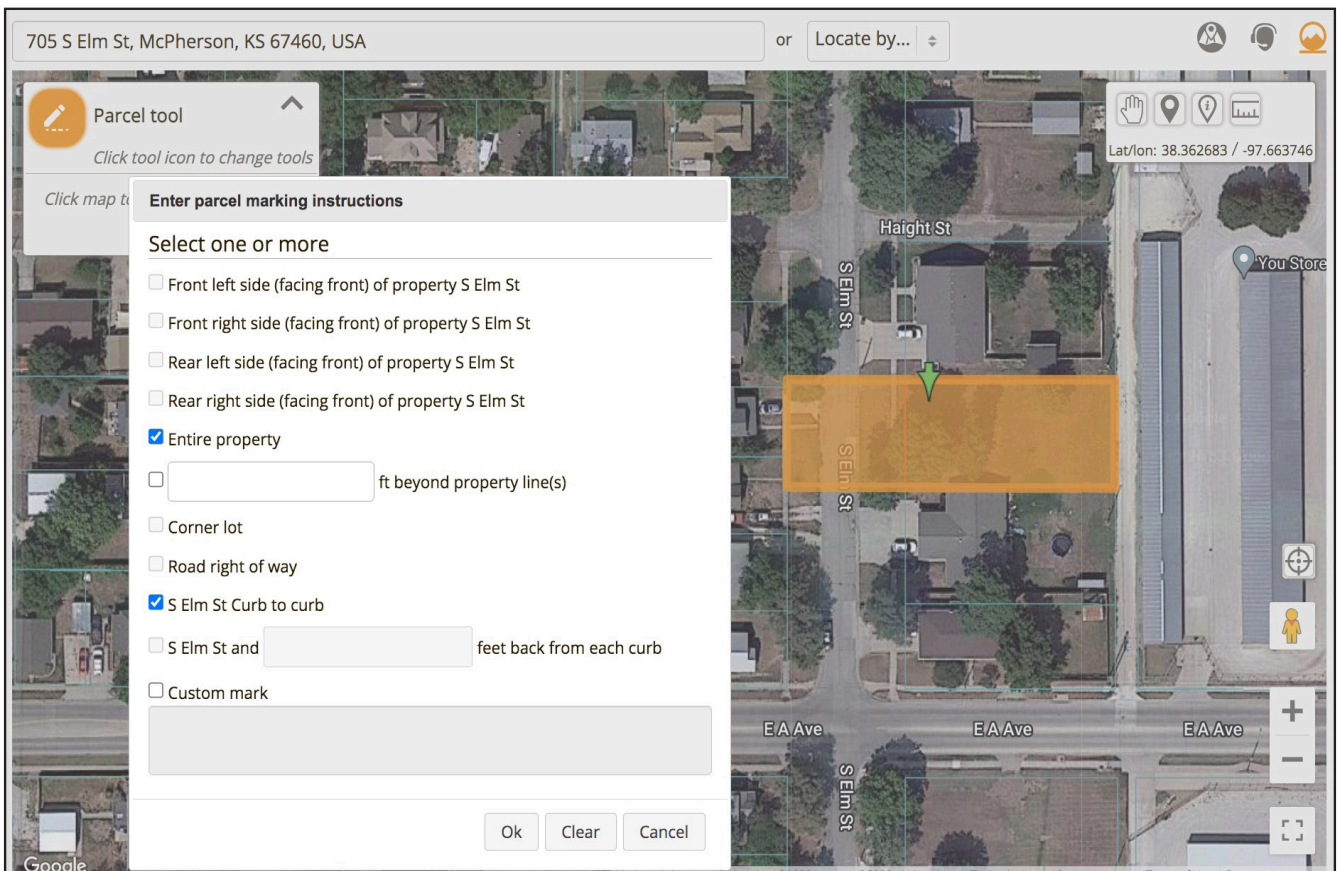 705 S Elm St, McPherson, KS 67460, USA
or
Locate by...
Parcel tool
Click tool icon to change tools
Click map to
Lat/lon: 38.362683 / -97.663746
Enter parcel marking instructions
Select one or more
Front left side (facing front) of property S Elm St
Front right side (facing front) of property S Elm St
Rear left side (facing front) of property S Elm St
Rear right side (facing front) of property S Elm St
Entire property
ft beyond property line(s)
Corner lot
Road right of way
S Elm St Curb to curb
S Elm St and feet back from each curb
Custom mark
Ok
Clear
Cancel
Haight St
You Store
S Elm St
S Elm St
E A Ave
E A Ave
E A Ave
S Elm St
Google